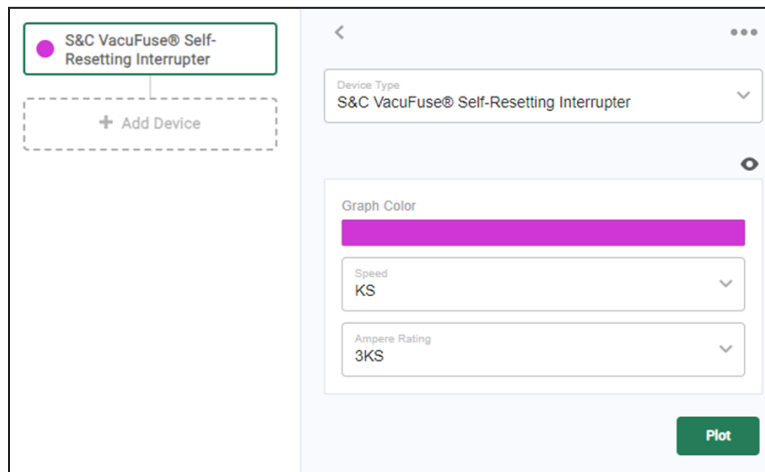 S&C VacuFuse® Self-
Resetting Interrupter
+ Add Device
Device Type
S&C VacuFuse® Self-Resetting Interrupter
Graph Color
Speed
KS
Ampere Rating
3KS
Plot